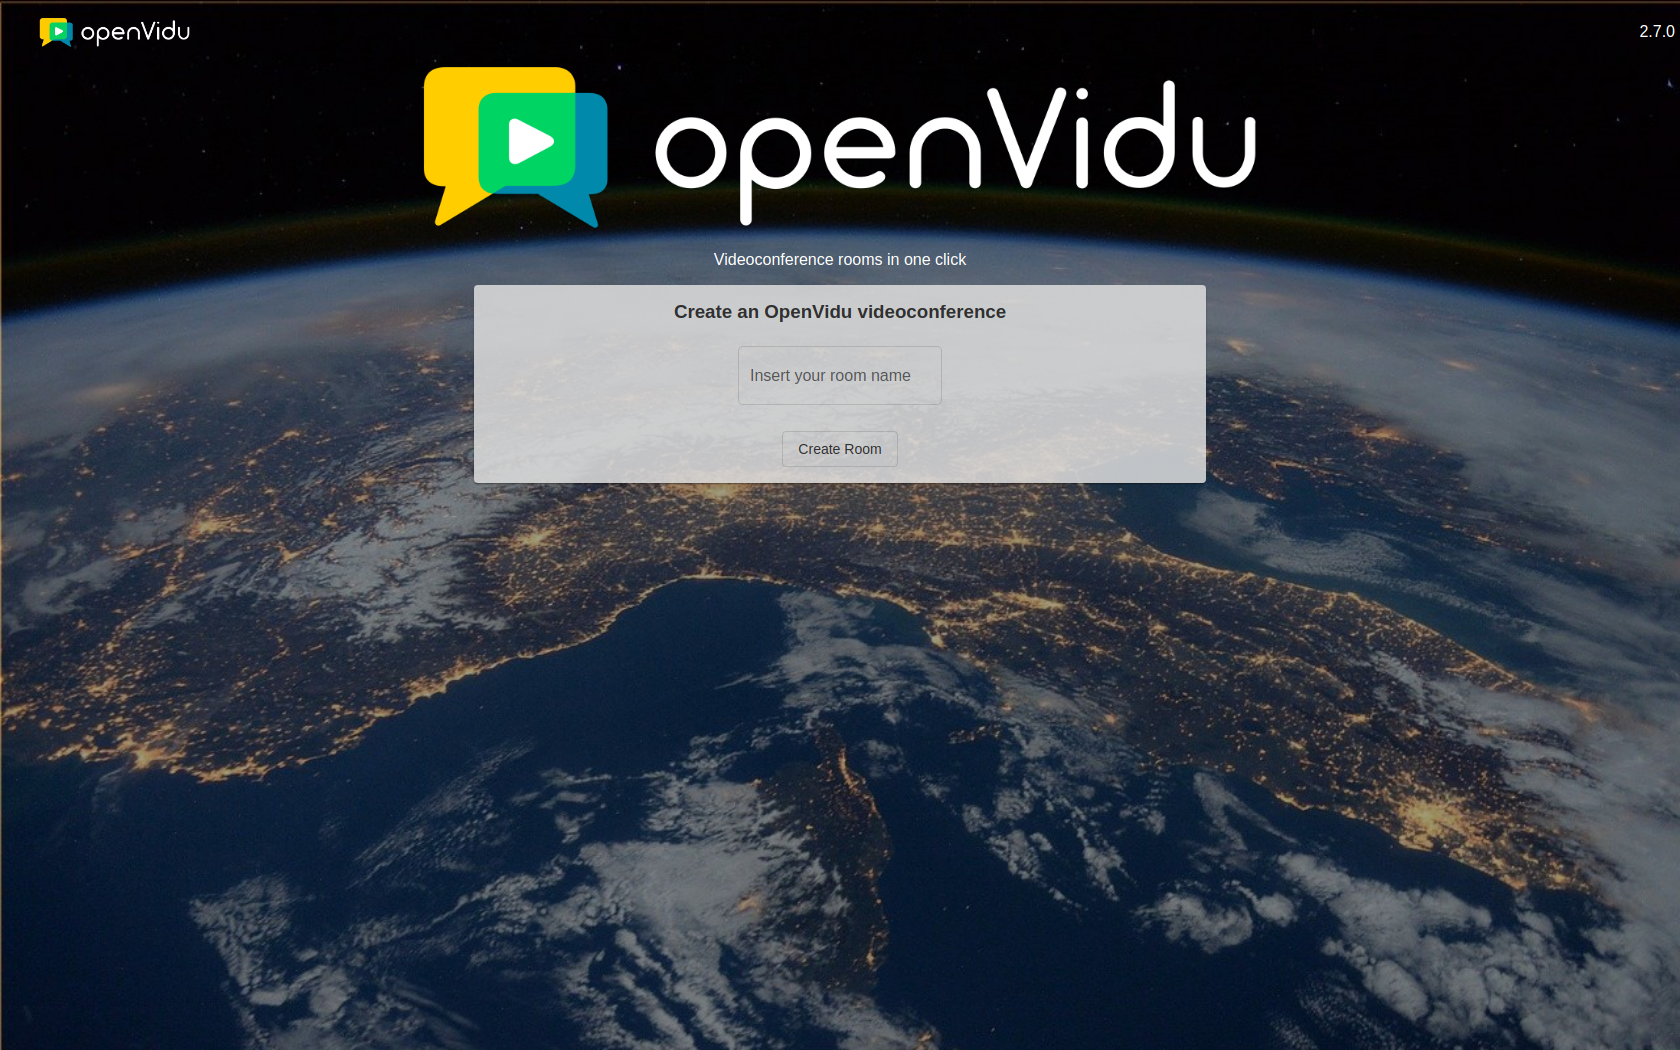 openVidu
2.7.0
openVidu
Videoconference rooms in one click
Create an OpenVidu videoconference
Insert your room name
Create Room